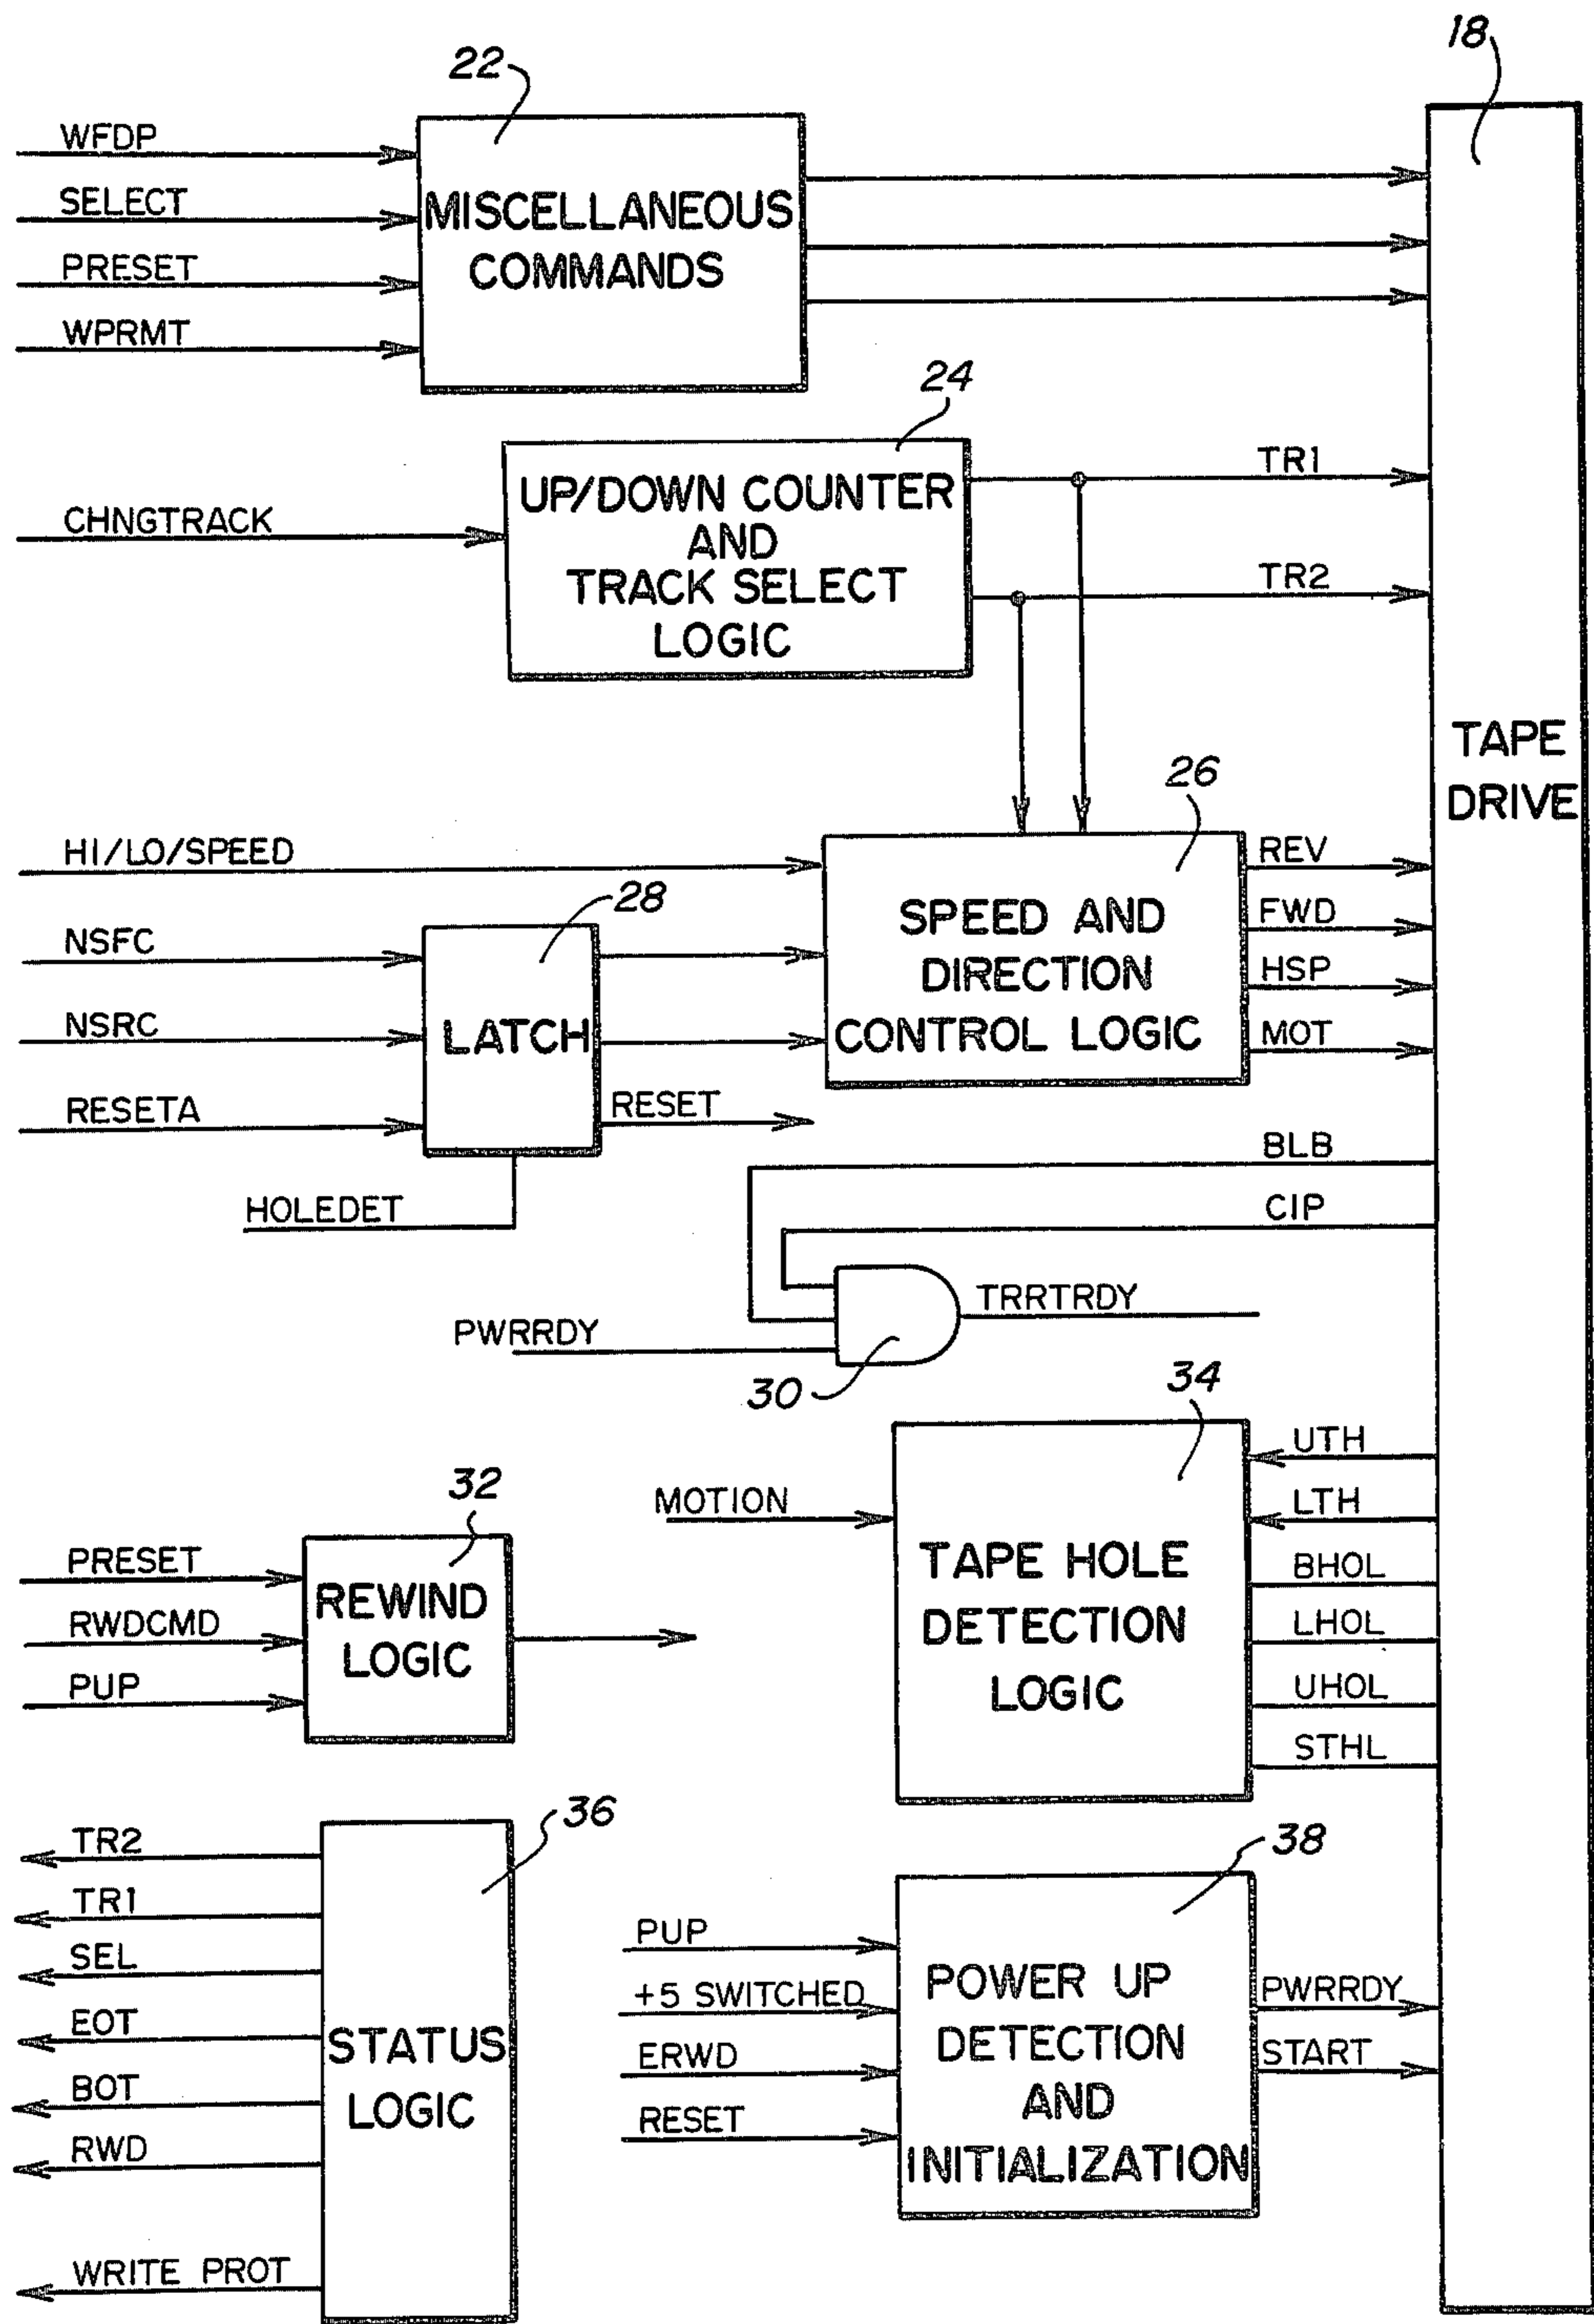 22
18
WFDP
SELECT
PRESET
WPRMT
MISCELLANEOUS
COMMANDS
24
CHNGTRACK
UP/DOWN COUNTER
AND
TRACK SELECT
LOGIC
TR1
TR2
TAPE
DRIVE
26
HI/LO/SPEED
28
NSFC
NSRC
RESETA
LATCH
RESET
HOLEDET
SPEED AND
DIRECTION
CONTROL LOGIC
REV
FWD
HSP
MOT
BLB
CIP
PWRRDY
TRRTRDY
30
34
MOTION
TAPE HOLE
DETECTION
LOGIC
UTH
LTH
BHOL
LHOL
UHOL
STHL
32
PRESET
RWDCMD
PUP
REWIND
LOGIC
36
TR2
TR1
SEL
EOT
BOT
RWD
WRITE PROT
STATUS
LOGIC
38
PUP
+5 SWITCHED
ERWD
RESET
POWER UP
DETECTION
AND
INITIALIZATION
PWRRDY
START